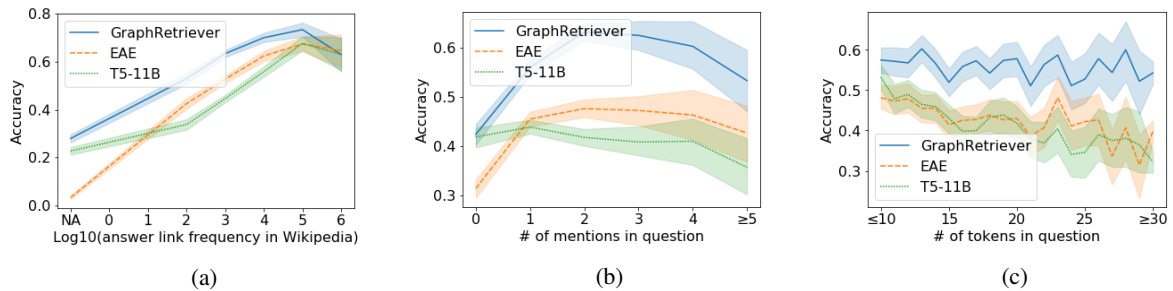 0.8
0.6
0.4
0.2
0.0
Accuracy
GraphRetriever
EAE
T5-11B
NA 0 1 2 3 4 5 6
Log10(answer link frequency in Wikipedia)
(a)
0.6
0.5
0.4
0.3
Accuracy
GraphRetriever
EAE
T5-11B
0 1 2 3 4 ≥5
# of mentions in question
(b)
0.6
0.5
0.4
0.3
Accuracy
GraphRetriever
EAE
T5-11B
≤10 15 20 25 ≥30
# of tokens in question
(c)